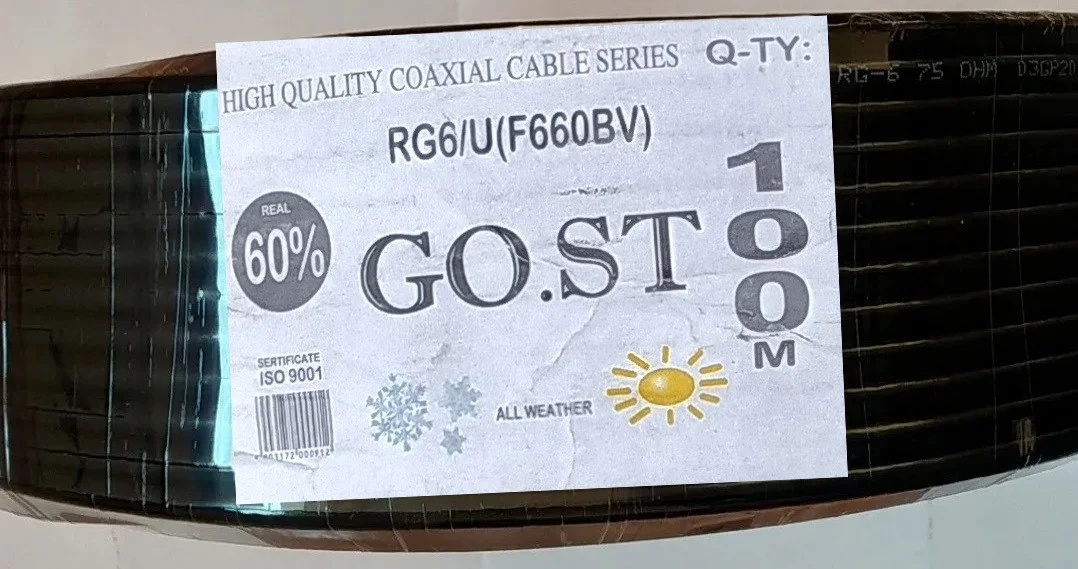 HIGH QUALITY COAXIAL CABLE SERIES
Q-TY:
RG-6 75 OHM
RG6/U(F660BV)
100
M
REAL
60%
GO.ST
SERTIFICATE
ISO 9001
ALL WEATHER